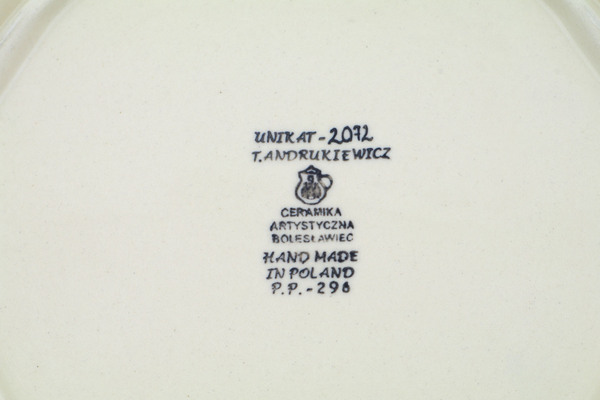 UNIKAT-2072
T.ANDRUKIEWICZ
CERAMIKA
ARTYSTYCZNA
BOLESŁAWIEC
HAND MADE
IN POLAND
P.P.-296